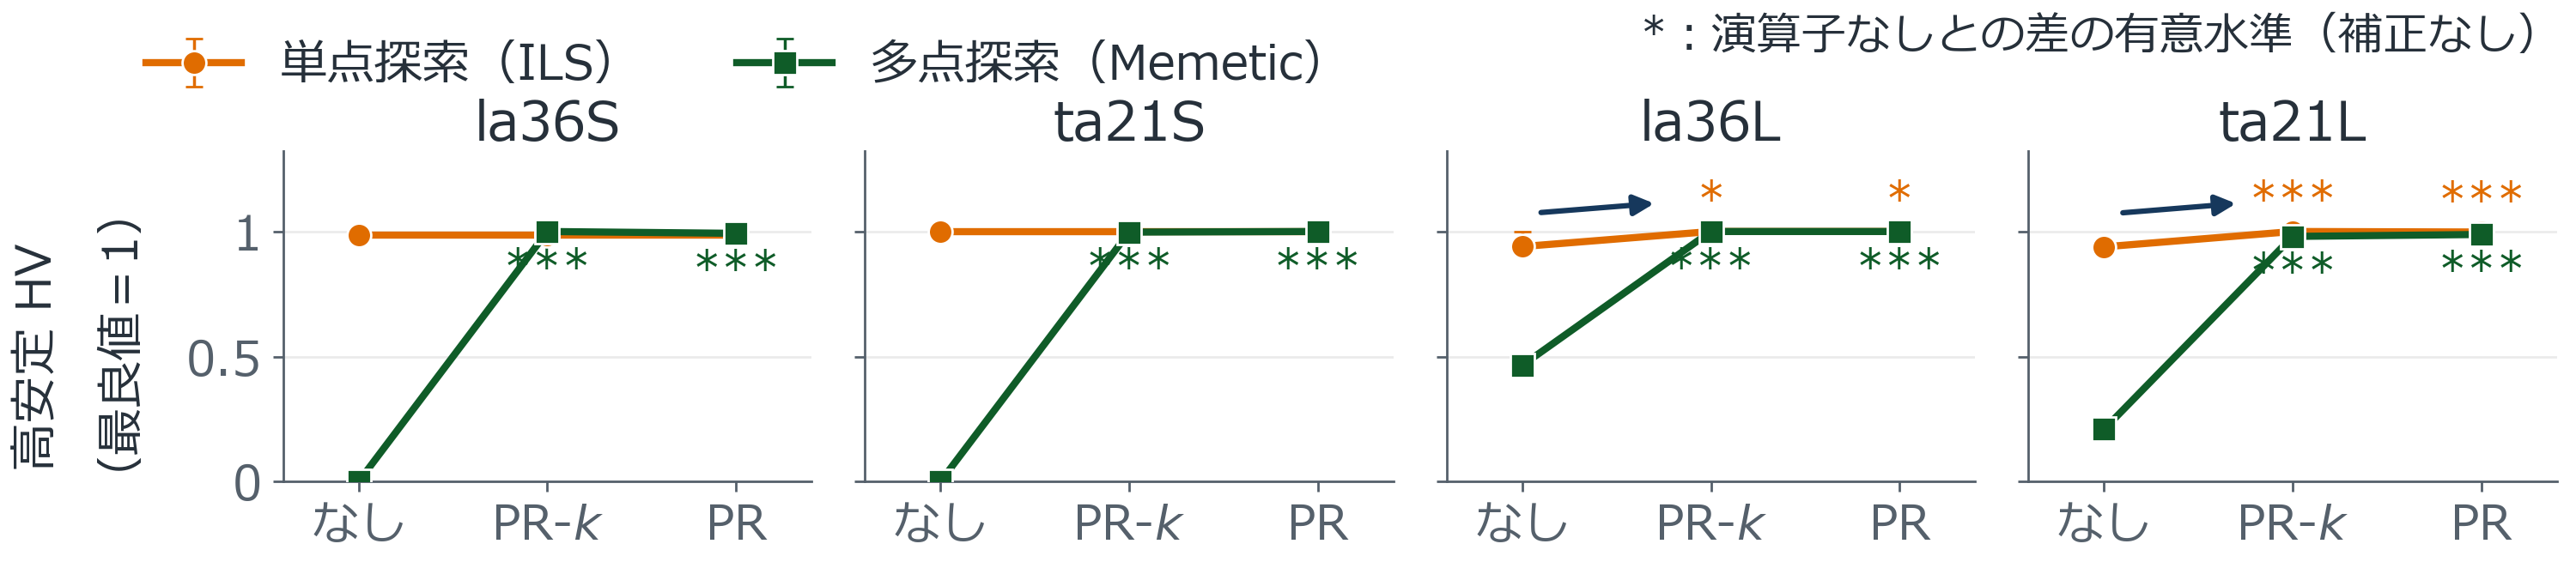 *：演算子なしとの差の有意水準（補正なし）
単点探索（ILS） 多点探索（Memetic）
la36S ta21S la36L ta21L
高安定 HV
（最良値＝1）
1
0.5
0
* * * * * * * * * * * *
* * * * * * * *
* * * * * * * * * * * *
なし PR-k PR なし PR-k PR なし PR-k PR なし PR-k PR